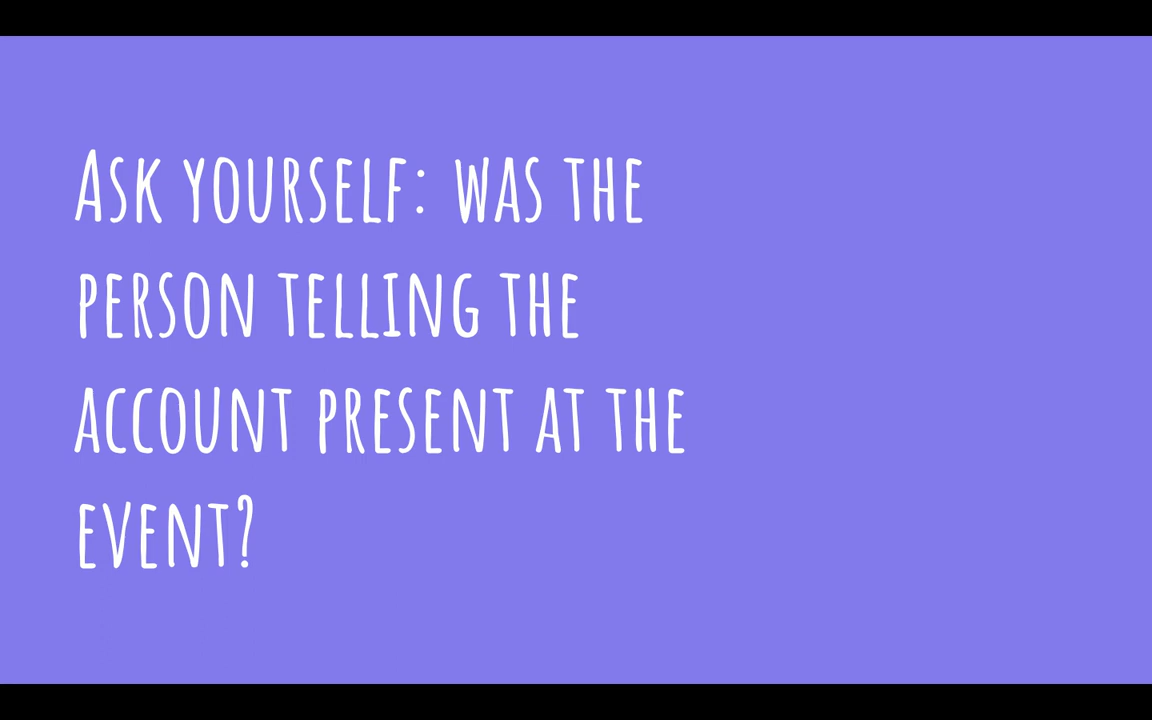 Ask yourself: was the
person telling the
account present at the
event?